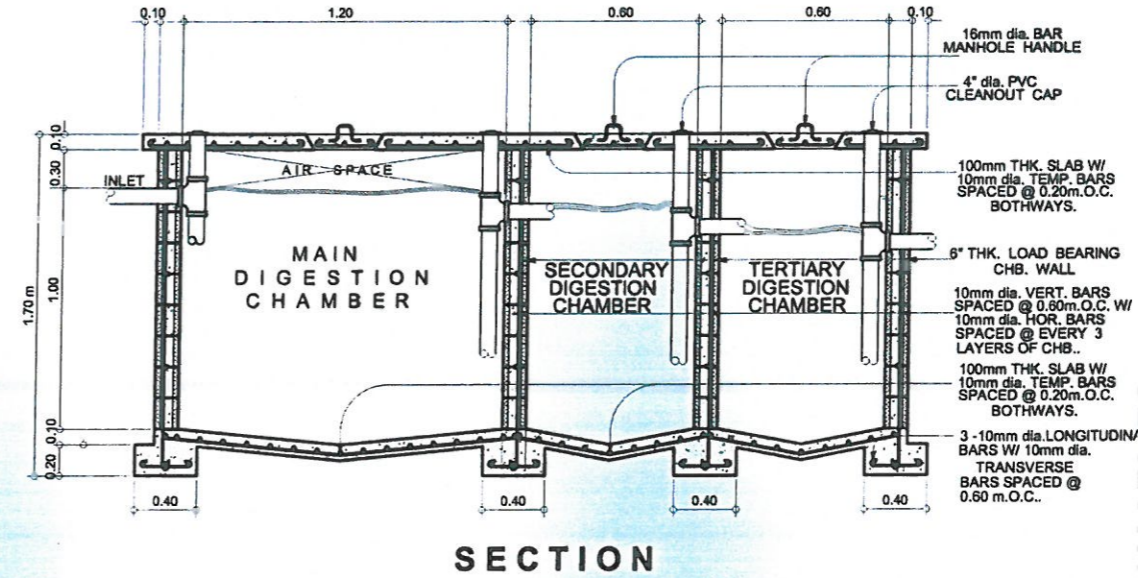 0.10
1.20
0.60
0.60
0.10
16mm dia. BAR
MANHOLE HANDLE
4" dia. PVC
CLEANOUT CAP
0.10
0.30
1.00
0.10
0.20
1.70 m
INLET
AIR SPACE
MAIN
DIGESTION
CHAMBER
SECONDARY
DIGESTION
CHAMBER
TERTIARY
DIGESTION
CHAMBER
100mm THK. SLAB W/
10mm dia. TEMP. BARS
SPACED @ 0.20m.O.C.
BOTHWAYS.
6" THK. LOAD BEARING
CHB. WALL
10mm dia. VERT. BARS
SPACED @ 0.60m.O.C. W/
10mm dia. HOR. BARS
SPACED @ EVERY 3
LAYERS OF CHB..
100mm THK. SLAB W/
10mm dia. TEMP. BARS
SPACED @ 0.20m.O.C.
BOTHWAYS.
3 -10mm dia.LONGITUDINA
BARS W/ 10mm dia.
TRANSVERSE
BARS SPACED @
0.60 m.O.C..
0.40
0.40
0.40
0.40
SECTION